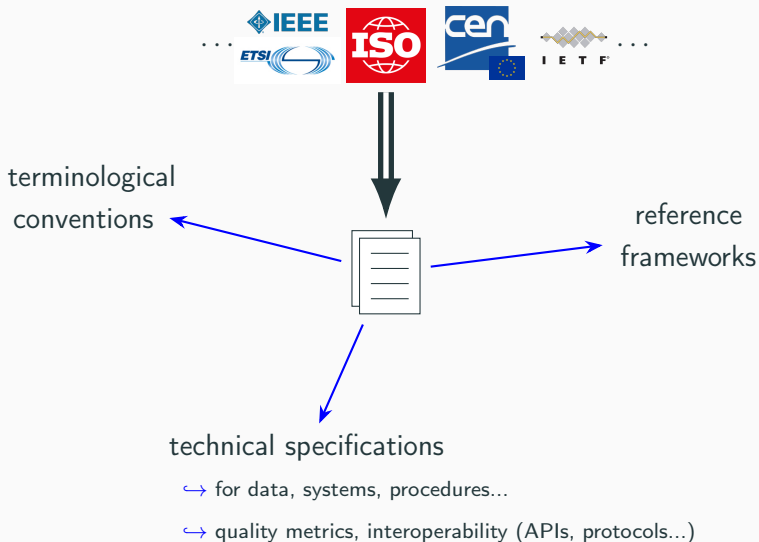 ... IEEE ISO cen ...
ETSI IETF
terminological
conventions
reference
frameworks
technical specifications
↪ for data, systems, procedures...
↪ quality metrics, interoperability (APIs, protocols...)